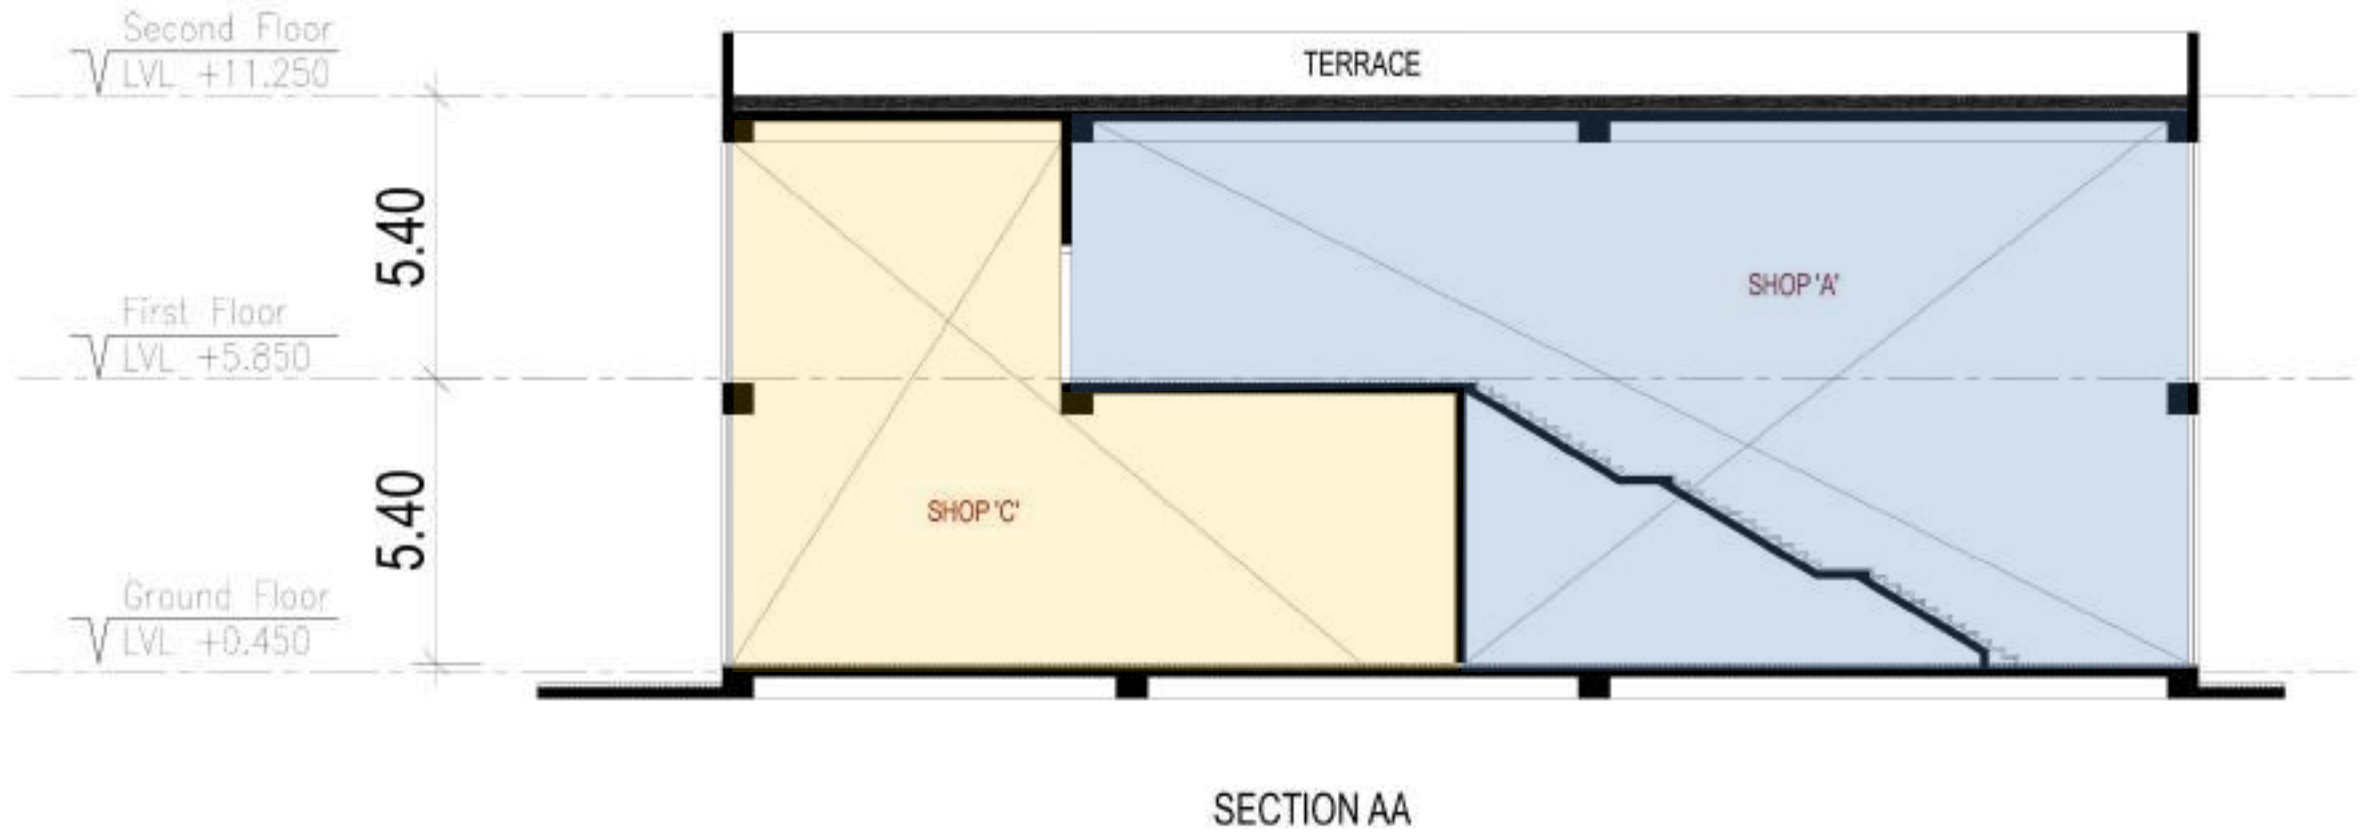 Second Floor
LVL +11.250
TERRACE
5.40
SHOP 'A'
First Floor
LVL +5.850
5.40
SHOP 'C'
Ground Floor
LVL +0.450
SECTION AA